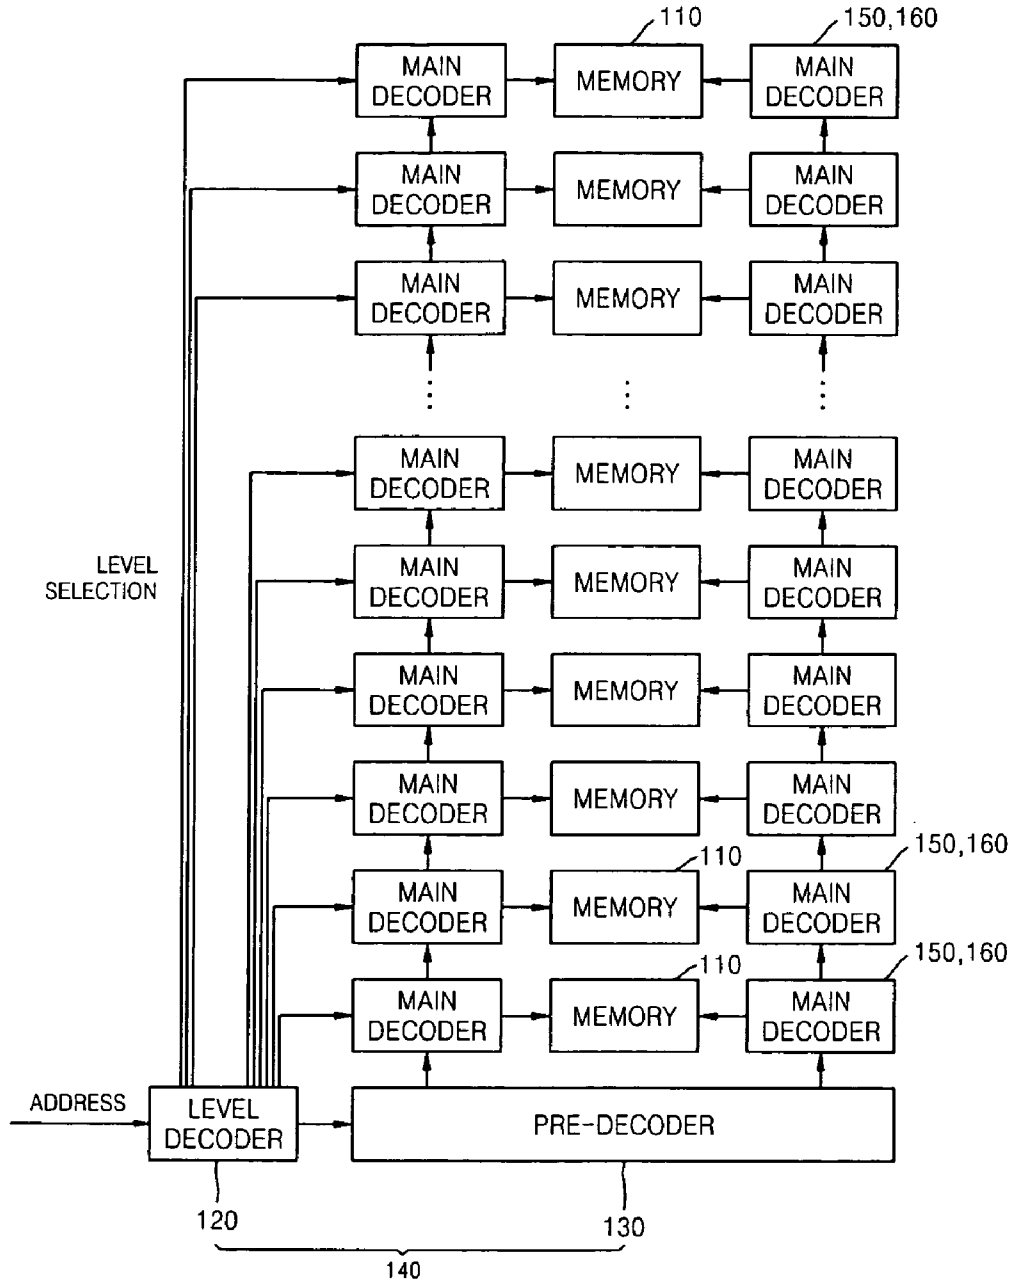 110
150,160
MAIN DECODER
MEMORY
MAIN DECODER
MAIN DECODER
MEMORY
MAIN DECODER
MAIN DECODER
MEMORY
MAIN DECODER
MAIN DECODER
MEMORY
MAIN DECODER
LEVEL SELECTION
MAIN DECODER
MEMORY
MAIN DECODER
MAIN DECODER
MEMORY
MAIN DECODER
MAIN DECODER
MEMORY
MAIN DECODER
110
150,160
MAIN DECODER
MEMORY
MAIN DECODER
110
150,160
MAIN DECODER
MEMORY
MAIN DECODER
ADDRESS
LEVEL DECODER
PRE-DECODER
120
130
140